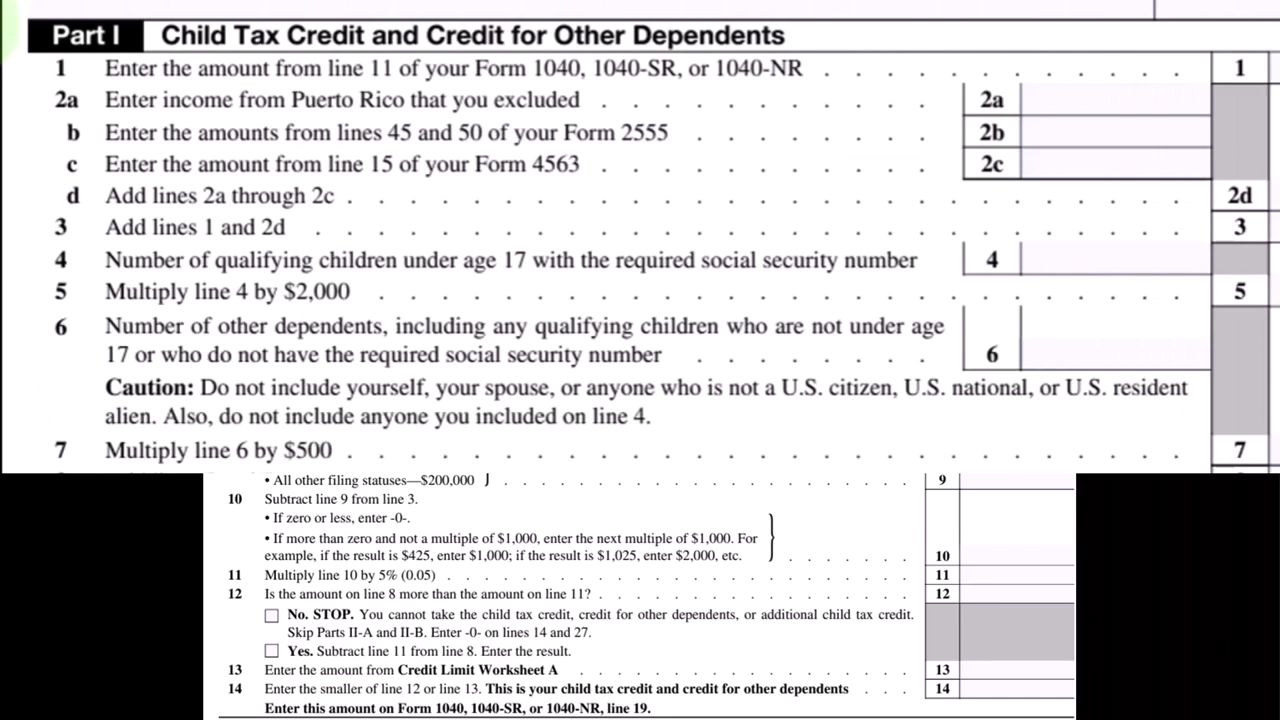 Part I Child Tax Credit and Credit for Other Dependents
1 Enter the amount from line 11 of your Form 1040, 1040-SR, or 1040-NR . . . . . . . . . . . . 1
2a Enter income from Puerto Rico that you excluded . . . . . . . . . . . 2a
b Enter the amounts from lines 45 and 50 of your Form 2555 . . . . . . . . 2b
c Enter the amount from line 15 of your Form 4563 . . . . . . . . . . . 2c
d Add lines 2a through 2c . . . . . . . . . . . . . . . . . . . . . . . . . . . 2d
3 Add lines 1 and 2d . . . . . . . . . . . . . . . . . . . . . . . . . . . . 3
4 Number of qualifying children under age 17 with the required social security number 4
5 Multiply line 4 by $2,000 . . . . . . . . . . . . . . . . . . . . . . . . . . 5
6 Number of other dependents, including any qualifying children who are not under age
17 or who do not have the required social security number . . . . . . . . 6
Caution: Do not include yourself, your spouse, or anyone who is not a U.S. citizen, U.S. national, or U.S. resident
alien. Also, do not include anyone you included on line 4.
7 Multiply line 6 by $500 . . . . . . . . . . . . . . . . . . . . . . . . . . . 7
• All other filing statuses—$200,000 . . . . . . . . . . . . . . . . . . . . 9
10 Subtract line 9 from line 3.
• If zero or less, enter -0-.
• If more than zero and not a multiple of $1,000, enter the next multiple of $1,000. For
example, if the result is $425, enter $1,000; if the result is $1,025, enter $2,000, etc. . . . . . . . 10
11 Multiply line 10 by 5% (0.05) . . . . . . . . . . . . . . . . . . . . . . 11
12 Is the amount on line 8 more than the amount on line 11? . . . . . . . . . . . . . . . . 12
No. STOP. You cannot take the child tax credit, credit for other dependents, or additional child tax credit.
Skip Parts II-A and II-B. Enter -0- on lines 14 and 27.
Yes. Subtract line 11 from line 8. Enter the result.
13 Enter the amount from Credit Limit Worksheet A . . . . . . . . . . . . . . . . . 13
14 Enter the smaller of line 12 or line 13. This is your child tax credit and credit for other dependents . . . 14
Enter this amount on Form 1040, 1040-SR, or 1040-NR, line 19.